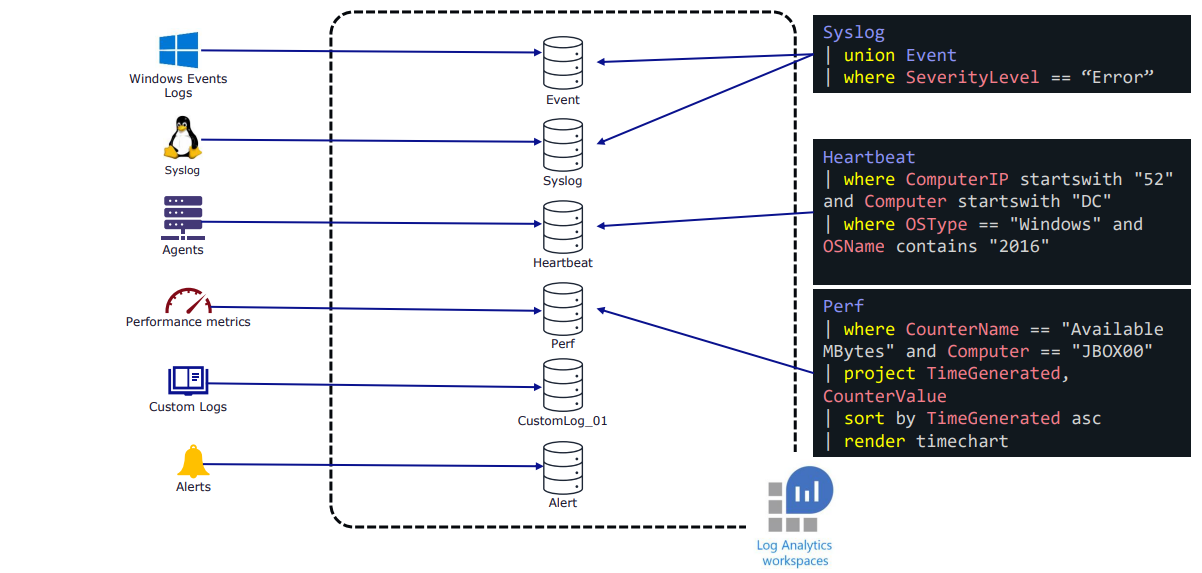 Windows Events
Logs
Syslog
Agents
Performance metrics
Custom Logs
Alerts
Event
Syslog
Heartbeat
Perf
CustomLog_01
Alert
Syslog
| union Event
| where SeverityLevel == “Error”
Heartbeat
| where ComputerIP startswith "52"
and Computer startswith "DC"
| where OSType == "Windows" and
OSName contains "2016"
Perf
| where CounterName == "Available
MBytes" and Computer == "JBOX00"
| project TimeGenerated,
CounterValue
| sort by TimeGenerated asc
| render timechart
Log Analytics
workspaces